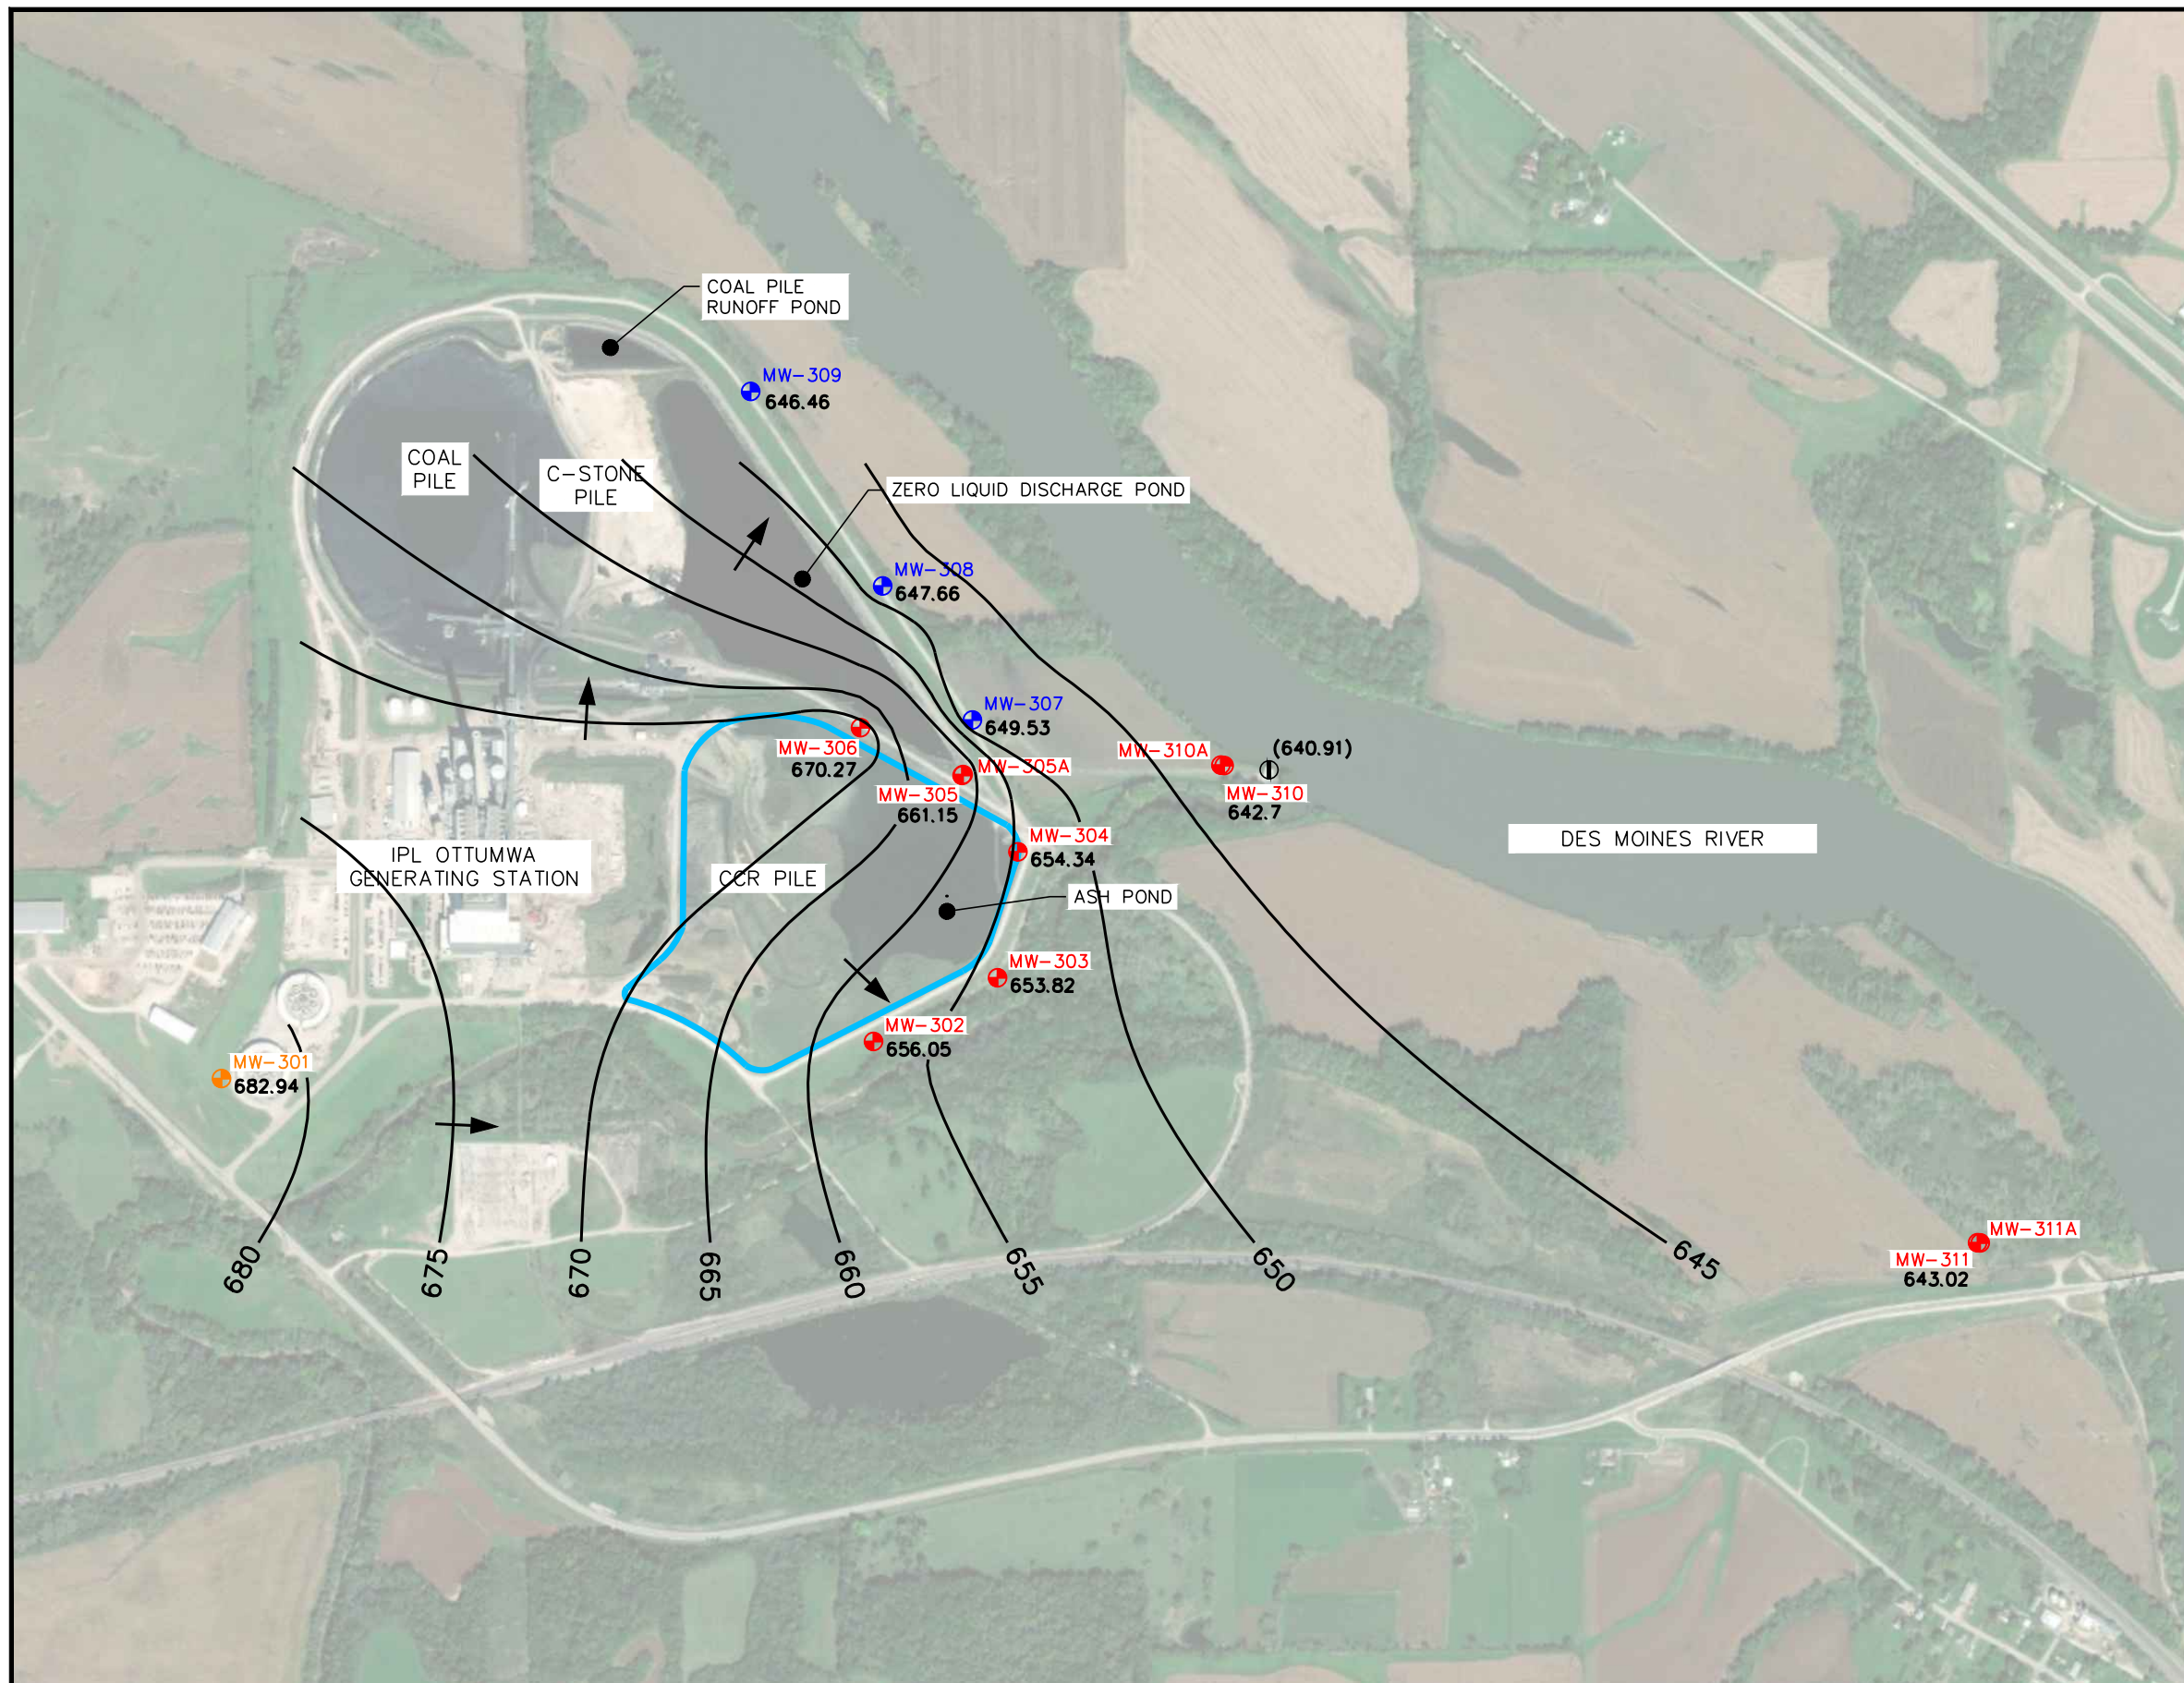 COAL PILE
RUNOFF POND
MW-309
646.46
COAL
PILE
C-STONE
PILE
ZERO LIQUID DISCHARGE POND
MW-308
647.66
MW-307
649.53
MW-306
670.27
MW-305A
MW-305
661.15
MW-310A
(640.91)
MW-310
642.7
MW-304
654.34
DES MOINES RIVER
IPL OTTUMWA
GENERATING STATION
CCR PILE
ASH POND
MW-303
653.82
MW-302
656.05
MW-301
682.94
MW-311A
MW-311
643.02
680
675
670
695
660
655
650
645